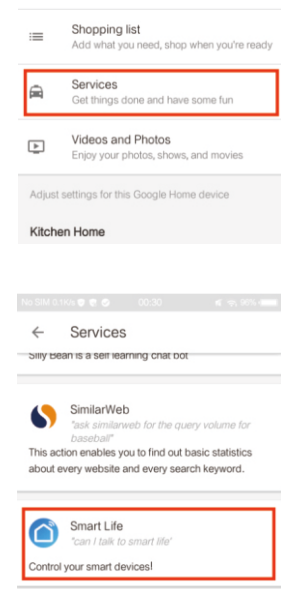 Shopping list
Add what you need, shop when you're ready
Services
Get things done and have some fun
Videos and Photos
Enjoy your photos, shows, and movies
Adjust settings for this Google Home device
Kitchen Home
No SIM 0.1K/s 00:30 96%
Services
Silly Bean is a self learning chat bot
SimilarWeb
"ask similarweb for the query volume for
baseball"
This action enables you to find out basic statistics
about every website and every search keyword.
Smart Life
"can I talk to smart life'
Control your smart devices!